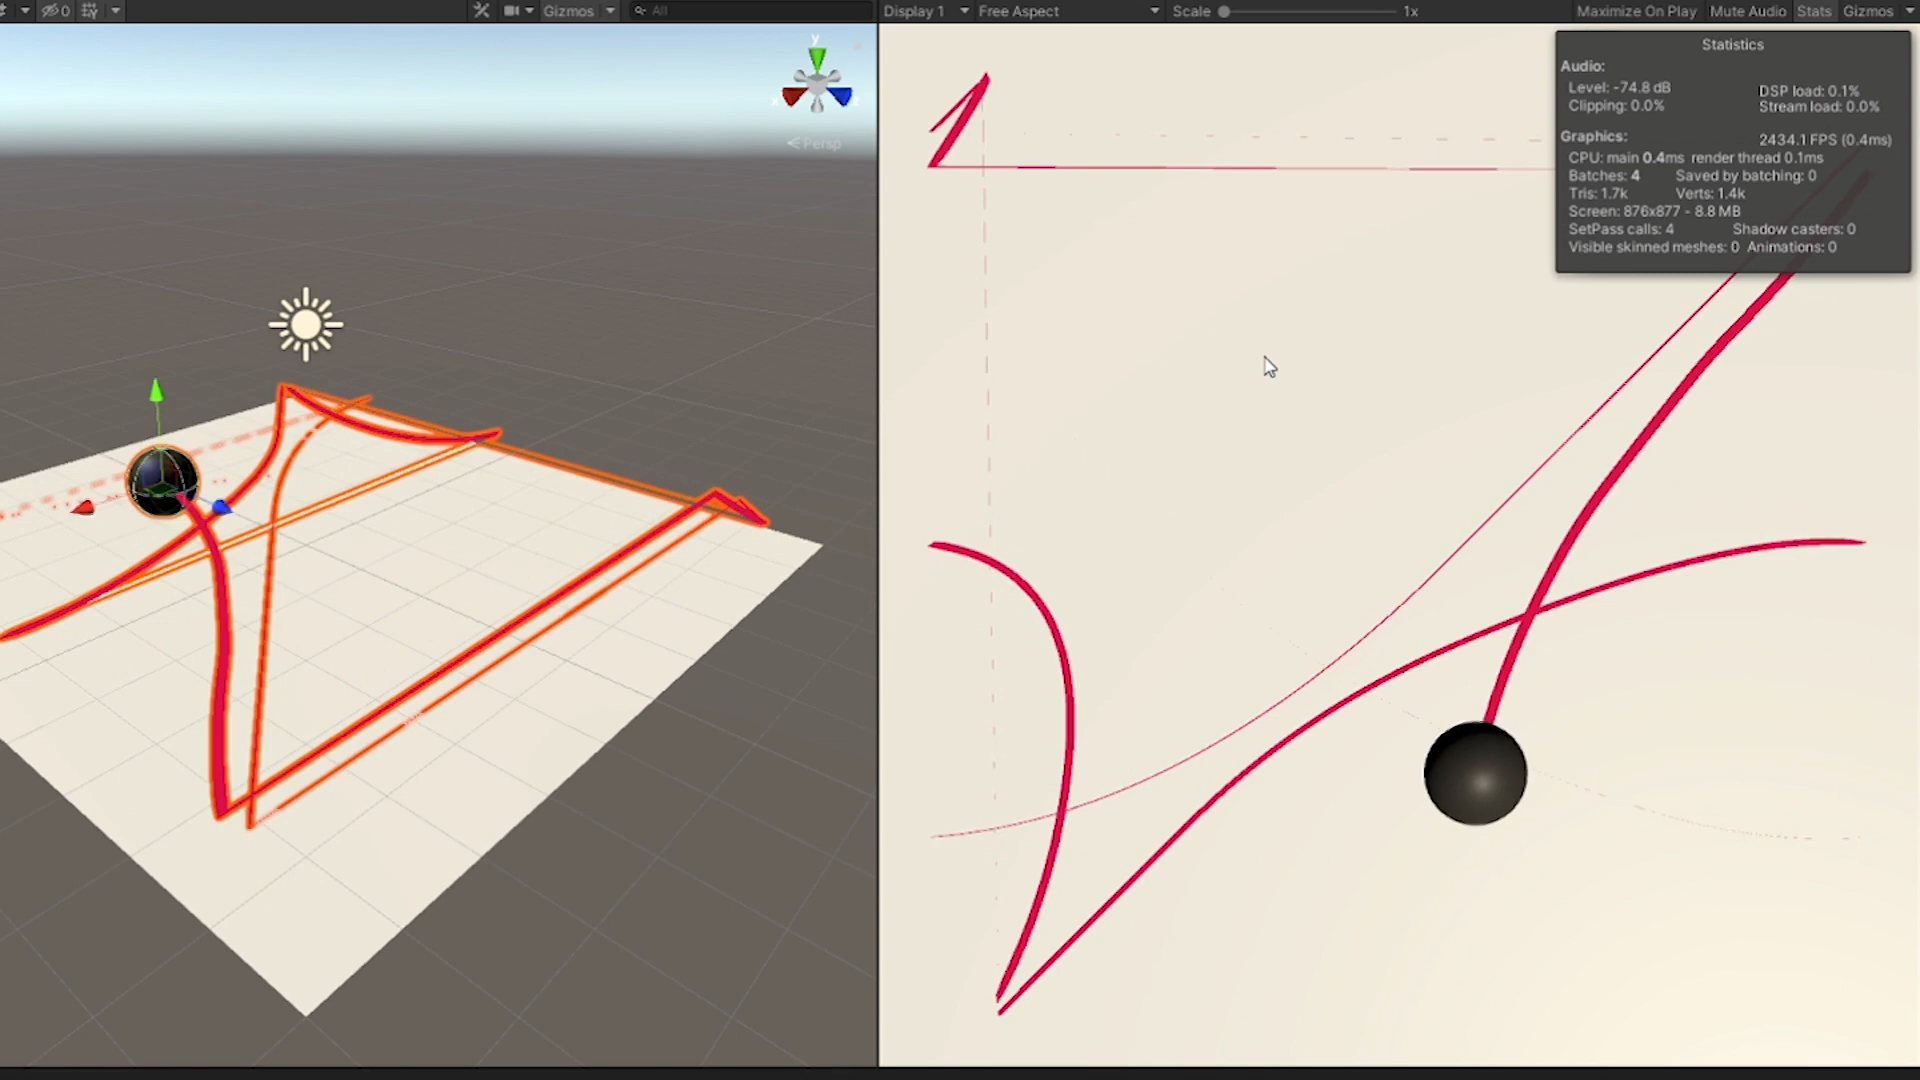 0 Gizmos All Display 1 Free Aspect Scale 1x Maximize On Play Mute Audio Stats Gizmos
y
x
Persp
Statistics
Audio:
Level: -74.8 dB DSP load: 0.1%
Clipping: 0.0% Stream load: 0.0%
Graphics: 2434.1 FPS (0.4ms)
CPU: main 0.4ms render thread 0.1ms
Batches: 4 Saved by batching: 0
Tris: 1.7k Verts: 1.4k
Screen: 876x877 - 8.8 MB
SetPass calls: 4 Shadow casters: 0
Visible skinned meshes: 0 Animations: 0